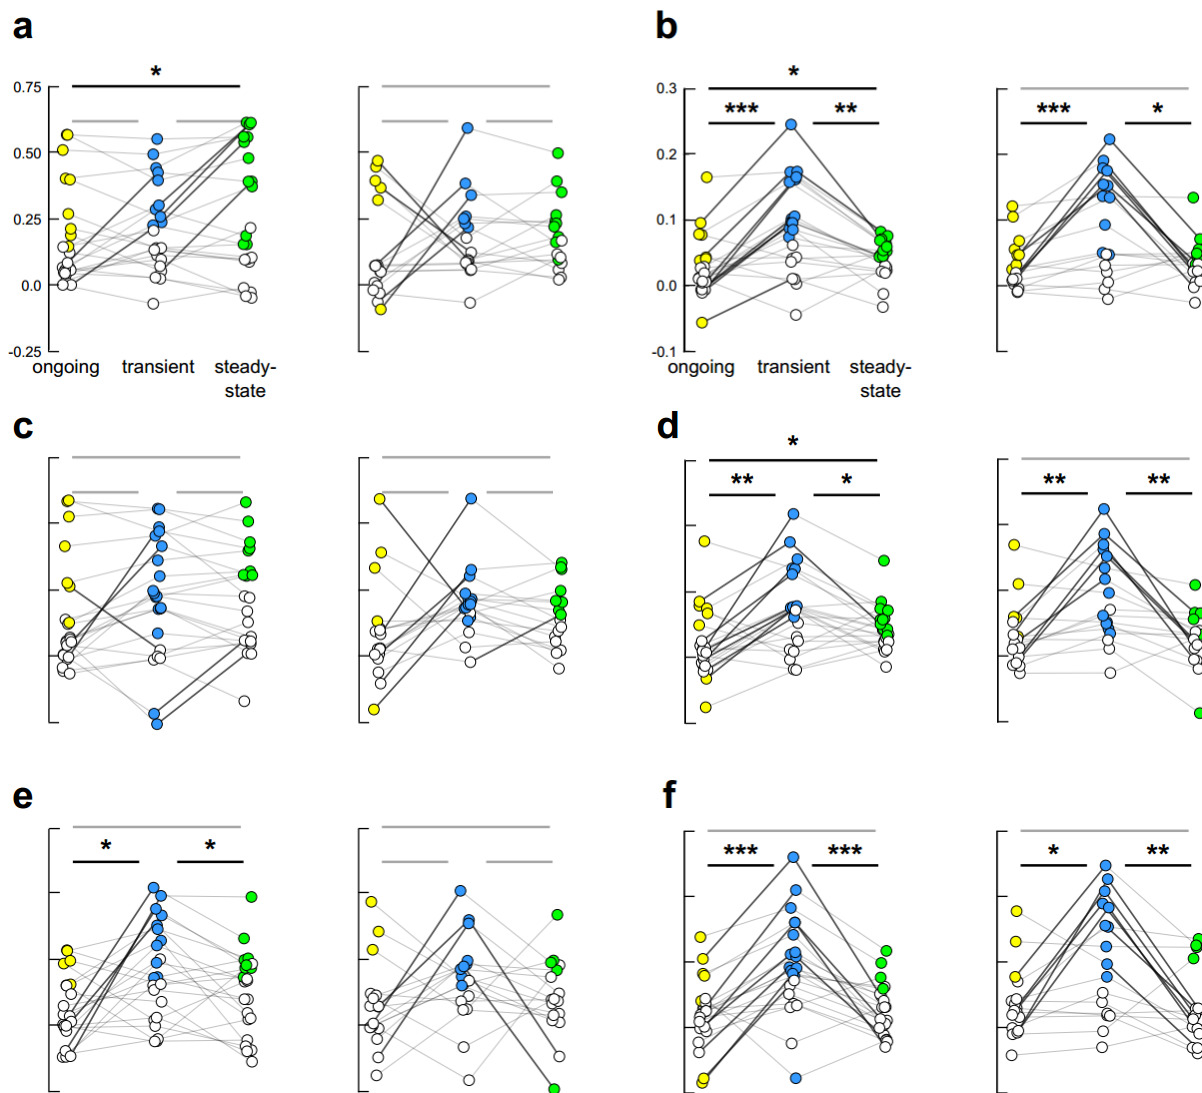 a
b
*
*
0.75
0.3
***
**
***
*
0.50
0.2
0.25
0.1
0.0
0.0
-0.25
-0.1
ongoing
transient
steady-
state
ongoing
transient
steady-
state
c
d
*
**
*
**
**
e
f
*
*
***
***
*
**